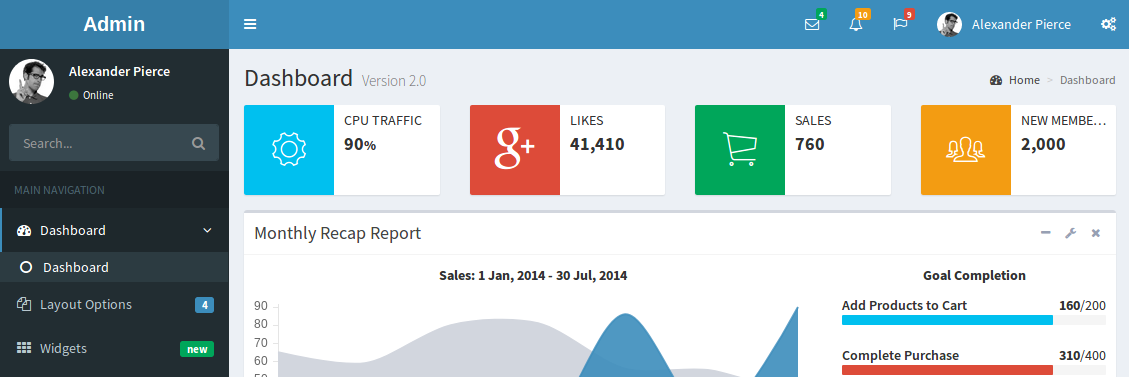 Admin
4
10
9
Alexander Pierce
Alexander Pierce
Online
Search...
MAIN NAVIGATION
Dashboard
Dashboard
Layout Options 4
Widgets new
Dashboard Version 2.0
Home > Dashboard
CPU TRAFFIC
90%
g+
LIKES
41,410
SALES
760
NEW MEMBE...
2,000
Monthly Recap Report
Sales: 1 Jan, 2014 - 30 Jul, 2014
90
80
70
60
Goal Completion
Add Products to Cart 160/200
Complete Purchase 310/400